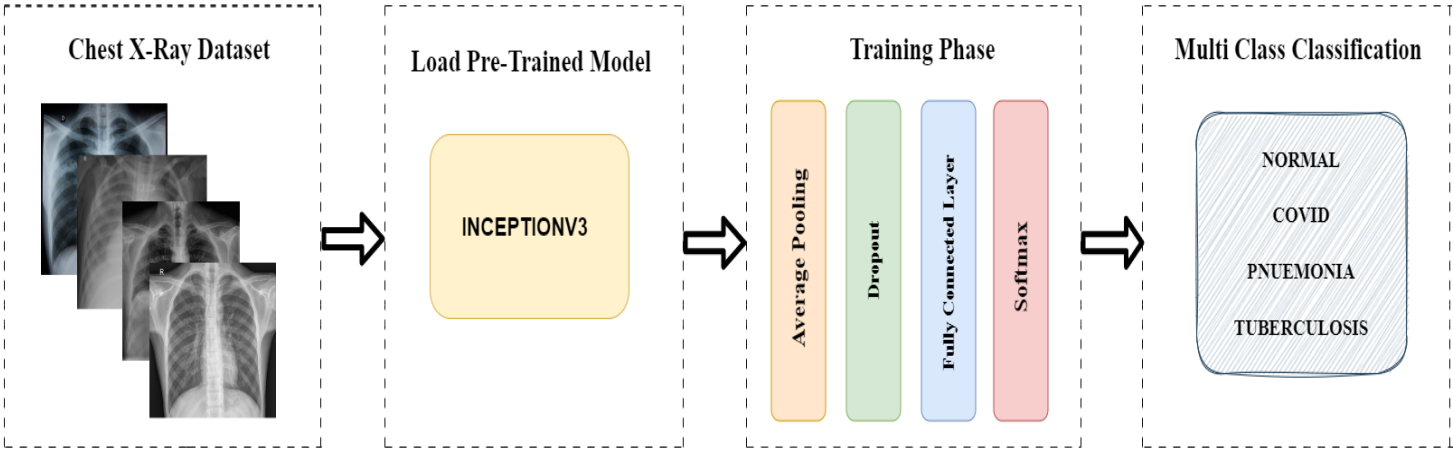 Chest X-Ray Dataset
R
Load Pre-Trained Model
INCEPTIONV3
Training Phase
Average Pooling
Dropout
Fully Connected Layer
Softmax
Multi Class Classification
NORMAL
COVID
PNUEMONIA
TUBERCULOSIS